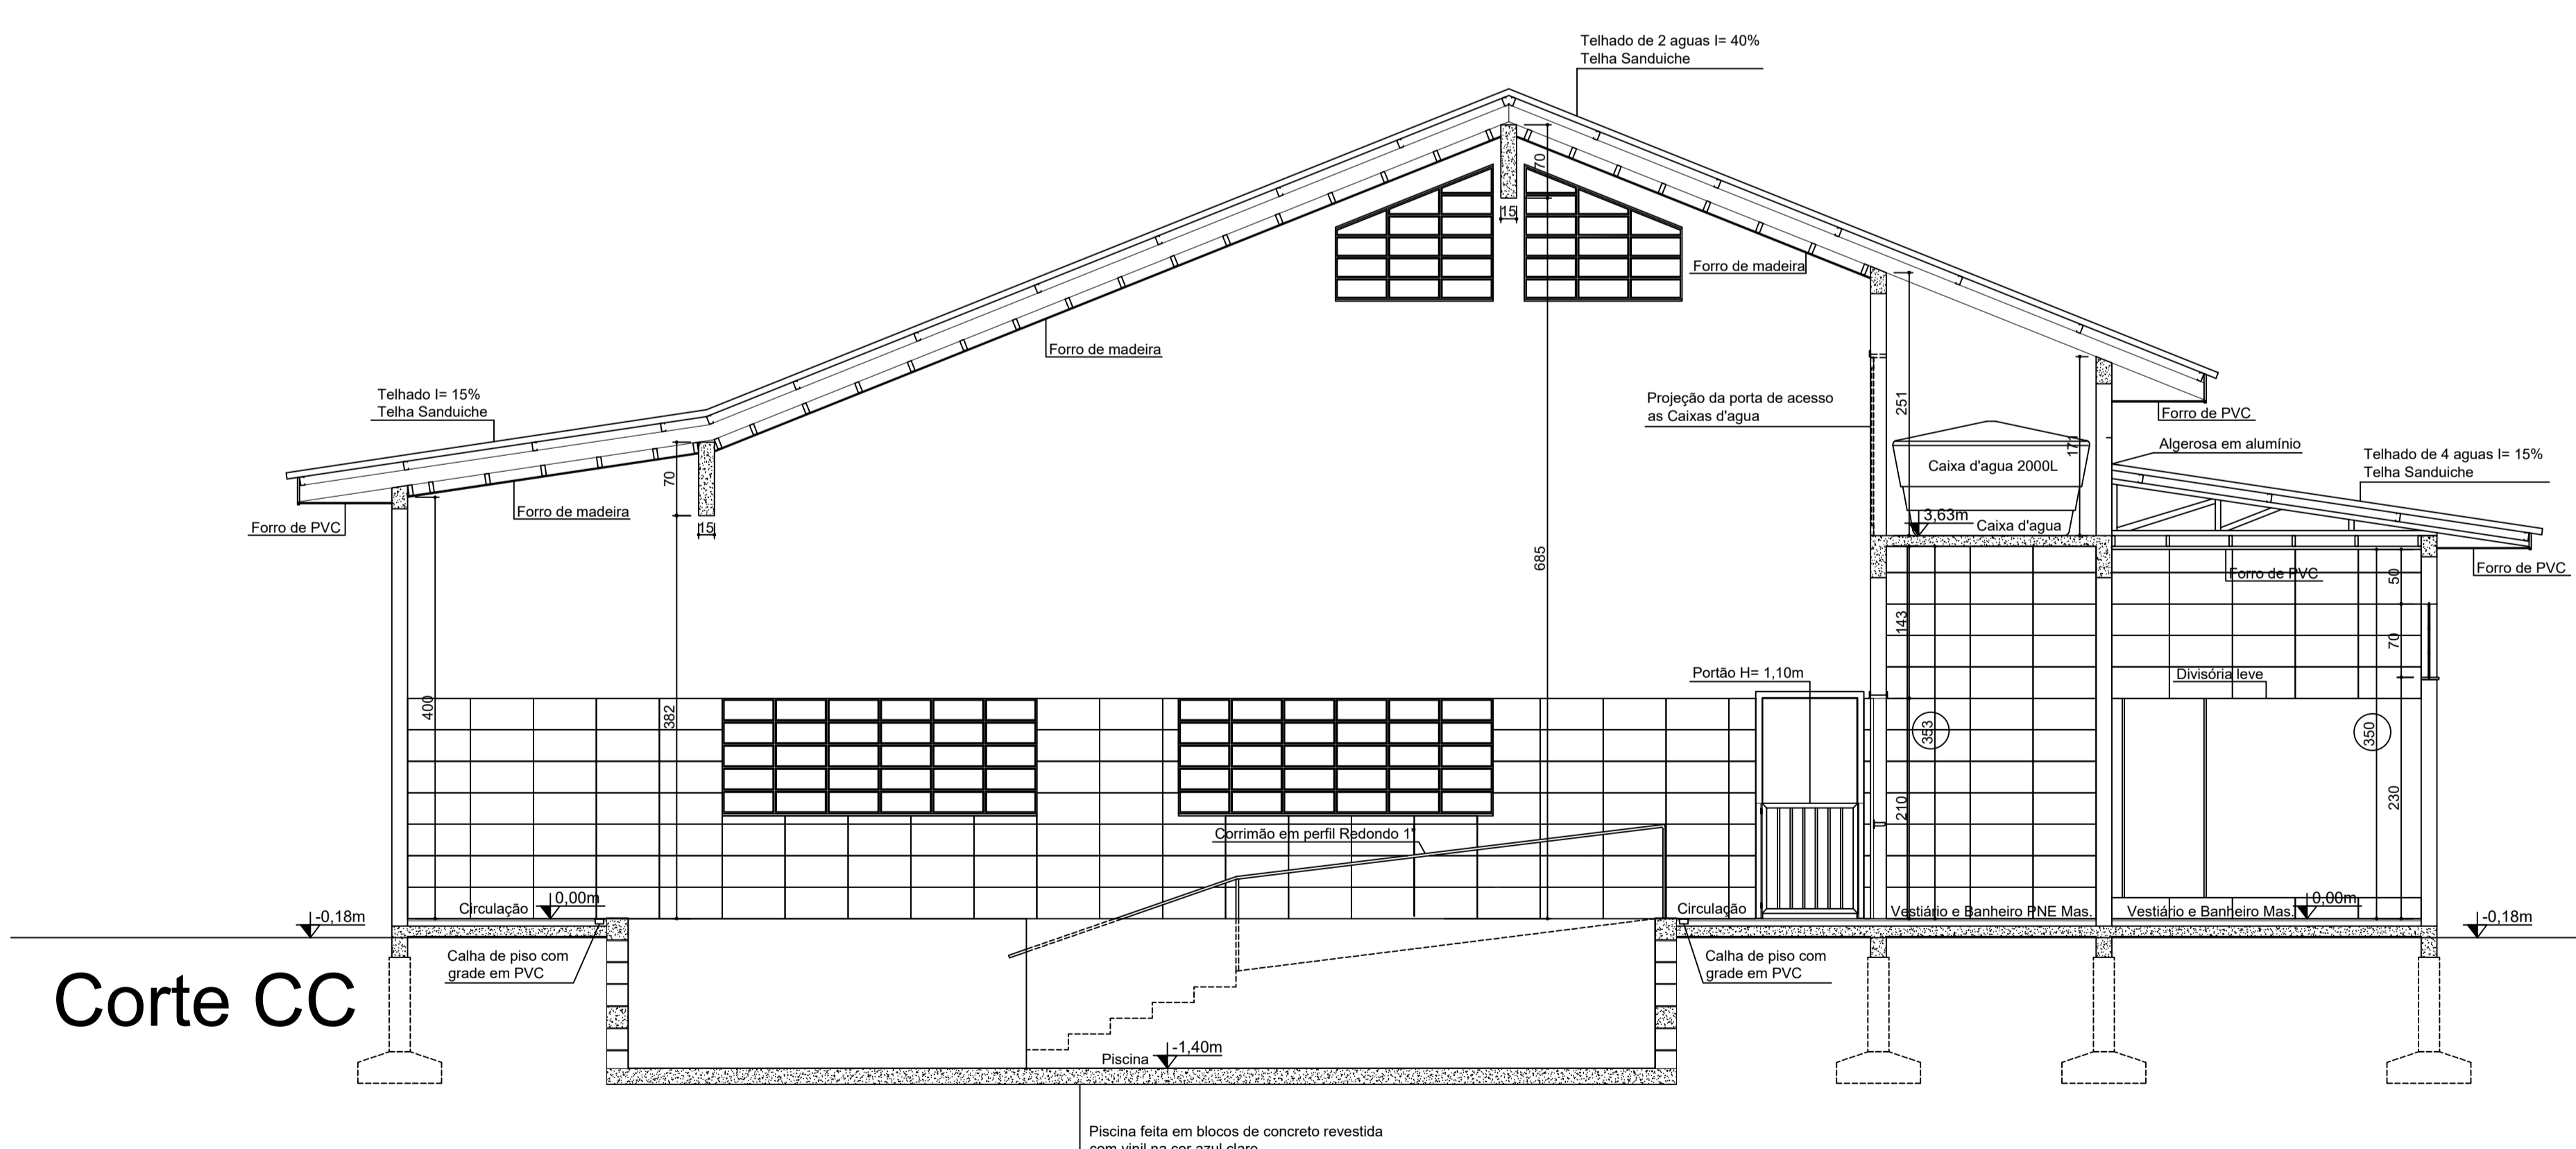 Telhado de 2 aguas I= 40%
Telha Sanduiche
70
15
Forro de madeira
Forro de madeira
Telhado I= 15%
Telha Sanduiche
Projeção da porta de acesso
as Caixas d'agua
251
Forro de PVC
Algerosa em alumínio
Telhado de 4 aguas I= 15%
Telha Sanduiche
Caixa d'agua 2000L
70
15
Forro de madeira
Forro de PVC
3,63m
Caixa d'agua
685
Forro de PVC
Forro de PVC
50
143
70
Portão H= 1,10m
Divisória leve
400
382
353
350
210
230
Corrimão em perfil Redondo 1"
Circulação
0,00m
-0,18m
Circulação
Vestiário e Banheiro PNE Mas.
Vestiário e Banheiro Mas.
0,00m
-0,18m
Calha de piso com
grade em PVC
Calha de piso com
grade em PVC
Corte CC
Piscina
-1,40m
Piscina feita em blocos de concreto revestida
com vinil na cor azul claro